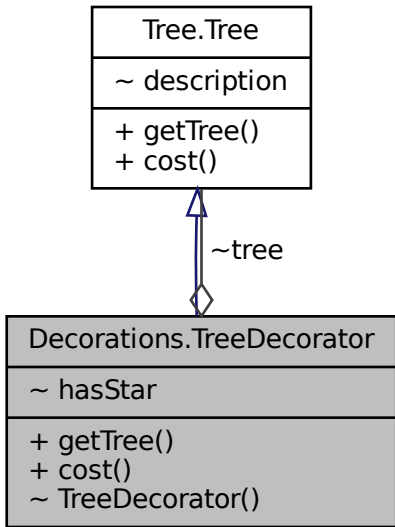 Tree.Tree
~ description
+ getTree()
+ cost()
~tree
Decorations.TreeDecorator
~ hasStar
+ getTree()
+ cost()
~ TreeDecorator()